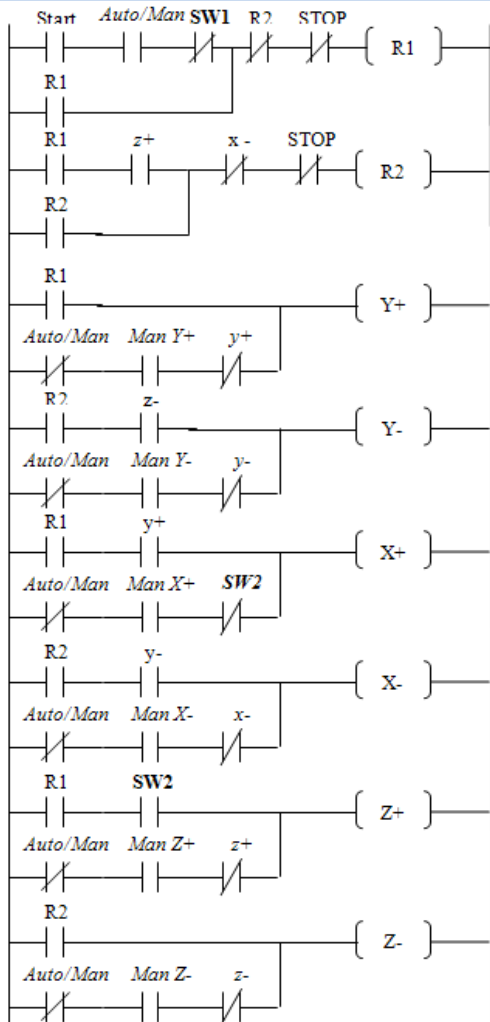 Start Auto/Man SW1 R2 STOP
R1
R1
R1 z+ x - STOP
R2
R2
R1
Y+
Auto/Man Man Y+ y+
R2 z-
Y-
Auto/Man Man Y- y-
R1 y+
X+
Auto/Man Man X+ SW2
R2 y-
X-
Auto/Man Man X- x-
R1 SW2
Z+
Auto/Man Man Z+ z+
R2
Z-
Auto/Man Man Z- z-